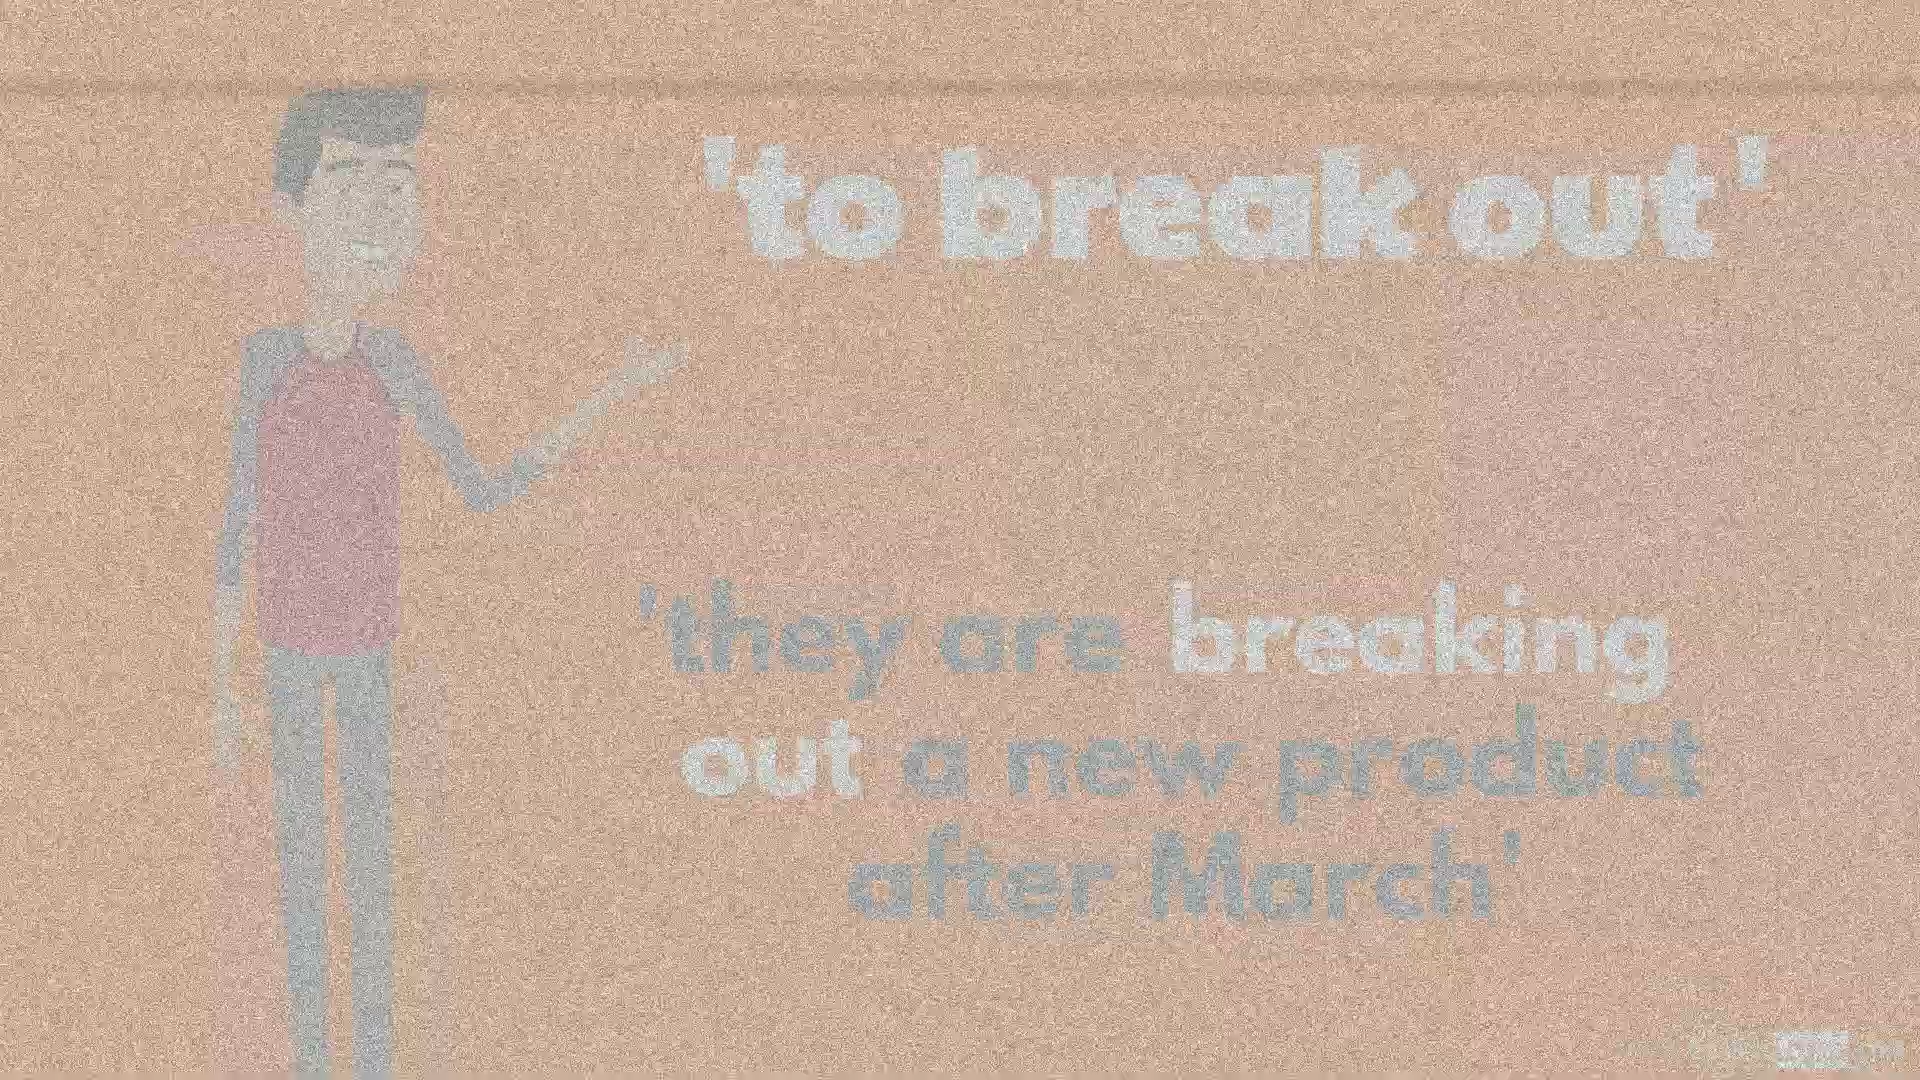 'to break out'
'they are breaking
out a new product
after March'